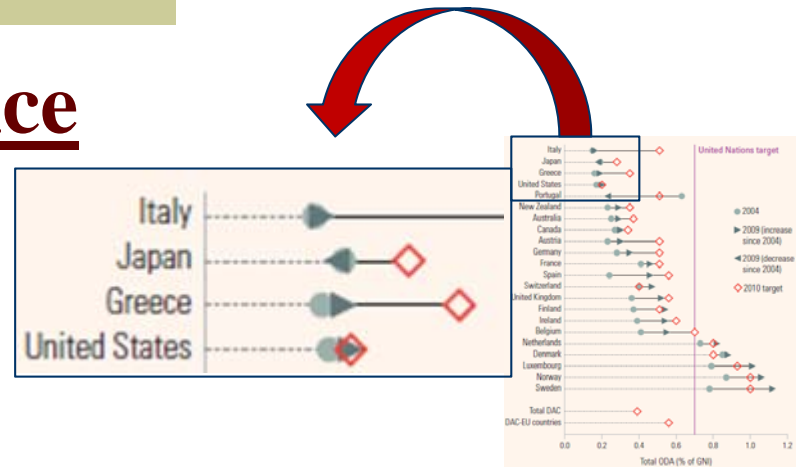 ce
Italy
Japan
Greece
United States
Italy
Japan
Greece
United States
Portugal
New Zealand
Australia
Canada
Austria
Germany
France
Spain
Switzerland
United Kingdom
Finland
Ireland
Belgium
Netherlands
Denmark
Luxembourg
Norway
Sweden
Total DAC
DAC-EU countries
United Nations target
2004
2009 (increase
since 2004)
2009 (decrease
since 2004)
2010 target
0.0 0.2 0.4 0.6 0.8 1.0 1.2
Total ODA (% of GNI)